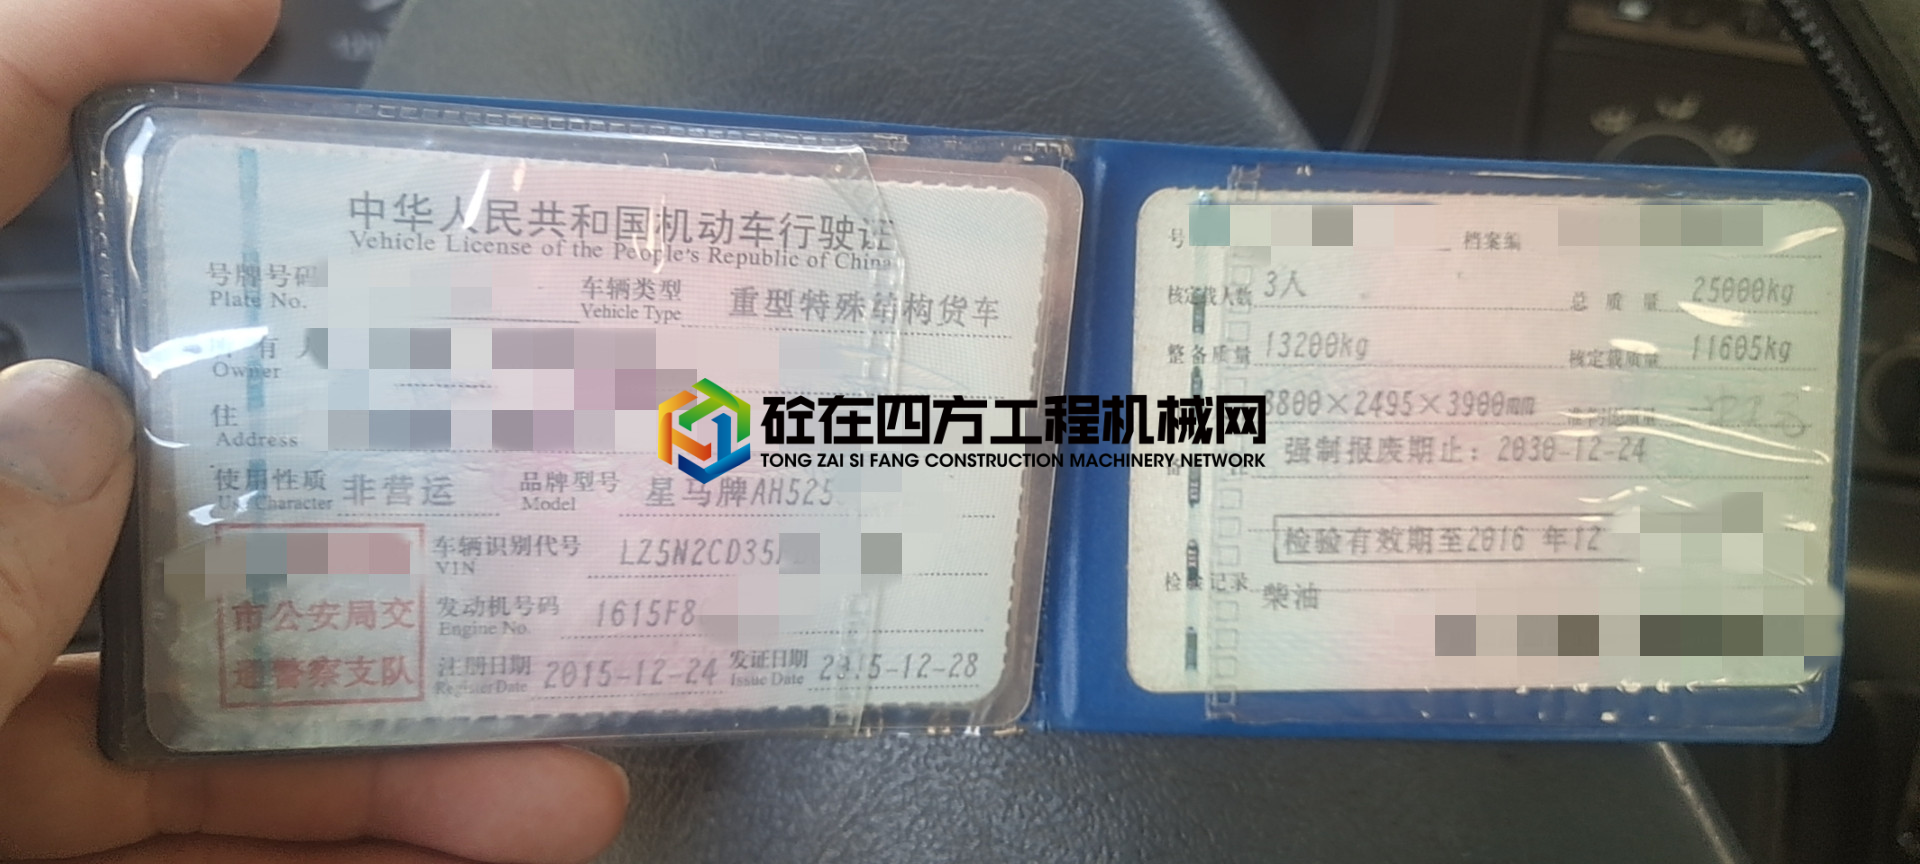 中华人民共和国机动车行驶证
Vehicle License of the People's Republic of China
号牌号码
Plate No.
车辆类型 重型特殊结构货车
Vehicle Type
有人
Owner
住
Address
使用性质 非营运
Use Character
品牌型号 星马牌AH525
Model
车辆识别代号 LZ5N2CD35
VIN
发动机号码 1615F8
Engine No.
注册日期 2015-12-24
Register Date
发证日期 2015-12-28
Issue Date
市公安局交
通警察支队
号 档案编
核定载人数 3人 总质量 25000kg
整备质量 13200kg 核定载质量 11605kg
8800×2495×3900mm
强制报废期止：2030-12-24
检验有效期至2016 年12
检验记录
柴油
砼在四方工程机械网
TONG ZAI SI FANG CONSTRUCTION MACHINERY NETWORK